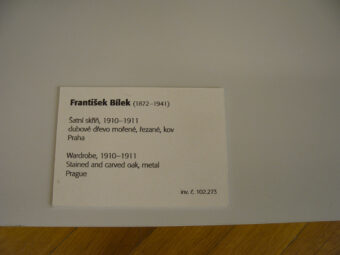 František Bílek (1872–1941)
Šatní skříň, 1910–1911
dubové dřevo mořené, řezané, kov
Praha
Wardrobe, 1910–1911
Stained and carved oak, metal
Prague
inv. č. 102.273